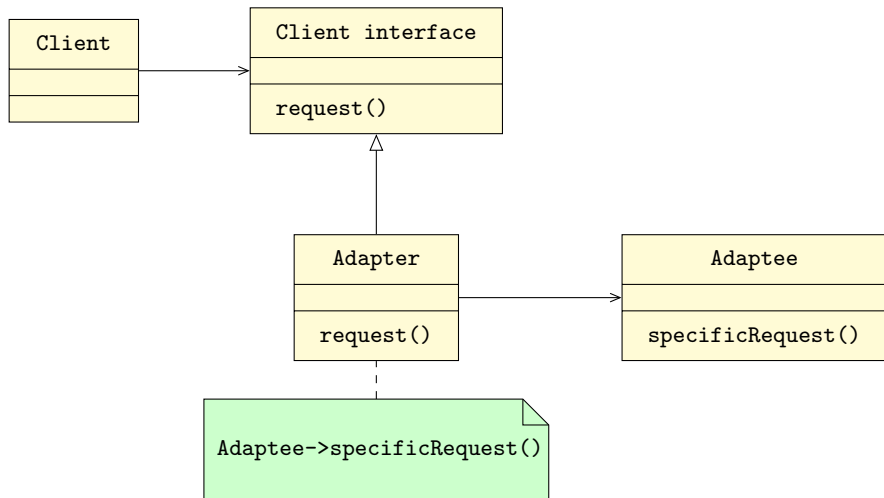 Client
Client interface
request()
Adapter
request()
Adaptee
specificRequest()
Adaptee->specificRequest()